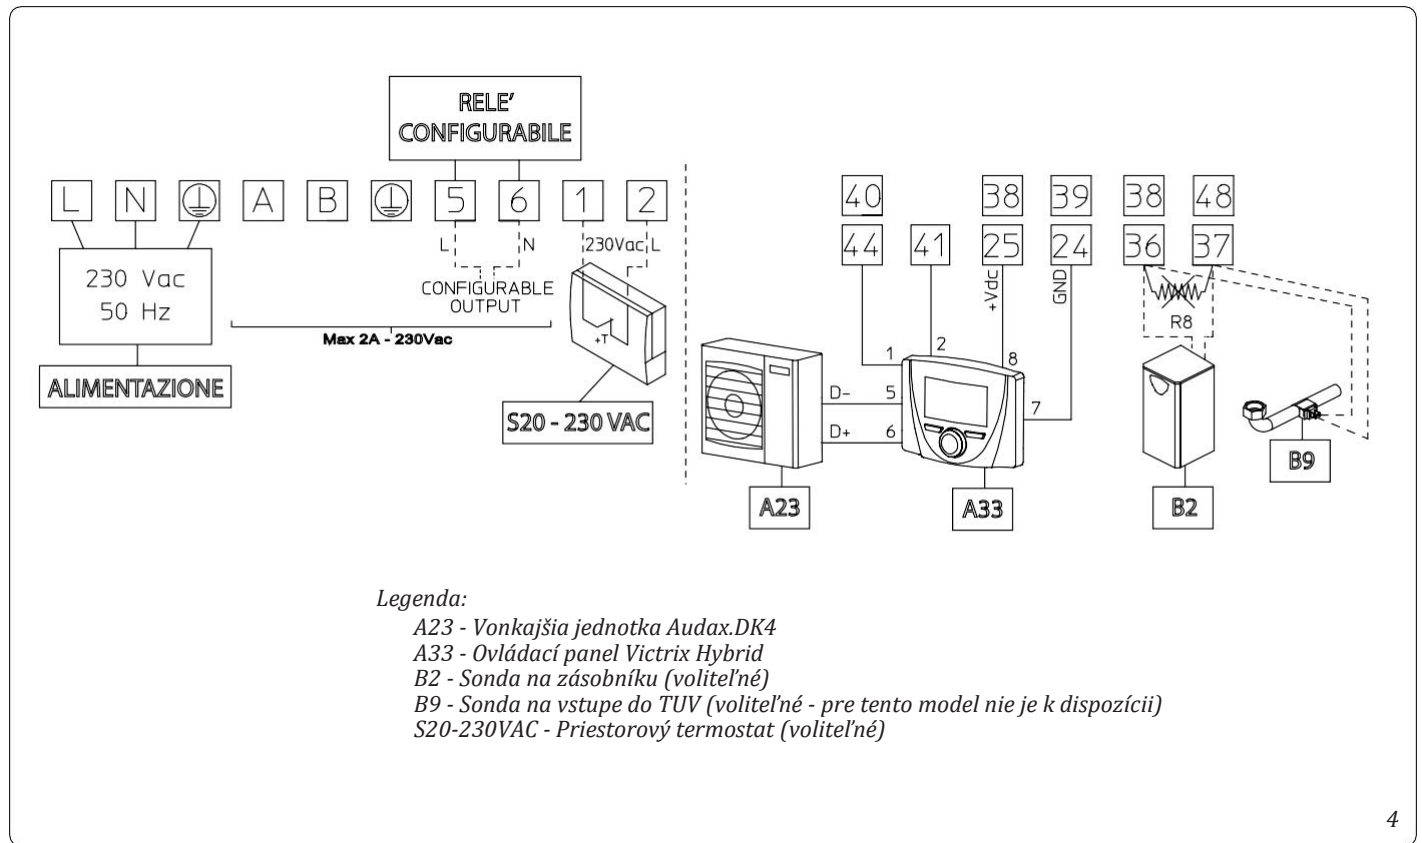 RELE'
CONFIGURABILE
L N A B 5 6 1 2
40 38 39 38 48
44 41 25 24 36 37
L N 230Vac L
+Vdc GND
230 Vac
50 Hz
CONFIGURABLE
OUTPUT
Max 2A - 230Vac
+T
R8
ALIMENTAZIONE
S20 - 230 VAC
1 2 8
D- 5
7
D+ 6
A23
A33
B2
B9
Legenda:
A23 - Vonkajšia jednotka Audax.DK4
A33 - Ovládací panel Victrix Hybrid
B2 - Sonda na zásobníku (voliteľné)
B9 - Sonda na vstupe do TUV (voliteľné - pre tento model nie je k dispozícii)
S20-230VAC - Priestorový termostat (voliteľné)
4